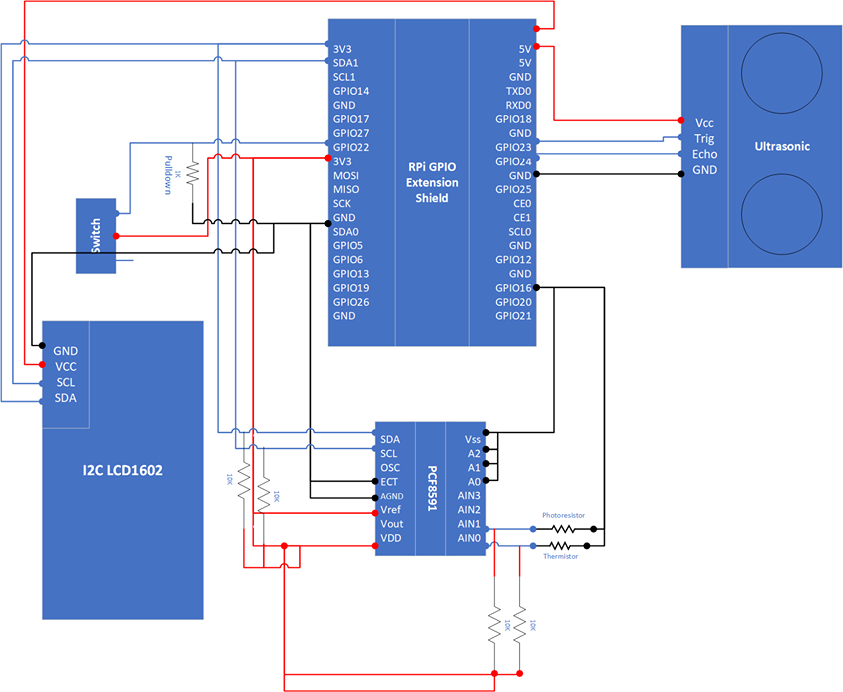 3V3
SDA1
SCL1
GPIO14
GND
GPIO17
GPIO27
GPIO22
3V3
MOSI
MISO
SCK
GND
SDA0
GPIO5
GPIO6
GPIO13
GPIO19
GPIO26
GND
RPi GPIO
Extension
Shield
5V
5V
GND
TXD0
RXD0
GPIO18
GND
GPIO23
GPIO24
GND
GPIO25
CE0
CE1
SCL0
GND
GPIO12
GND
GPIO16
GPIO20
GPIO21
Vcc
Trig
Echo
GND
Ultrasonic
Pulldown
1K
Switch
GND
VCC
SCL
SDA
I2C LCD1602
10K
10K
SDA
SCL
OSC
ECT
AGND
Vref
Vout
VDD
PCF8591
Vss
A2
A1
A0
AIN3
AIN2
AIN1
AIN0
Photoresistor
Thermistor
10K
10K